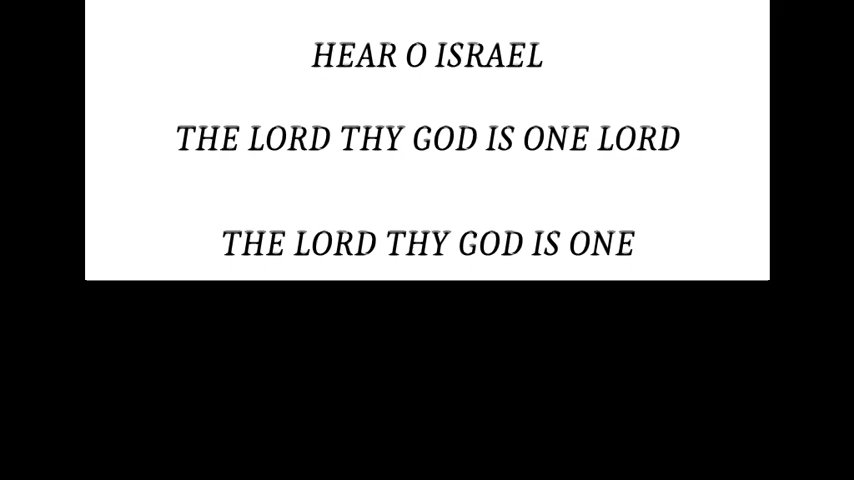 HEAR O ISRAEL
THE LORD THY GOD IS ONE LORD
THE LORD THY GOD IS ONE